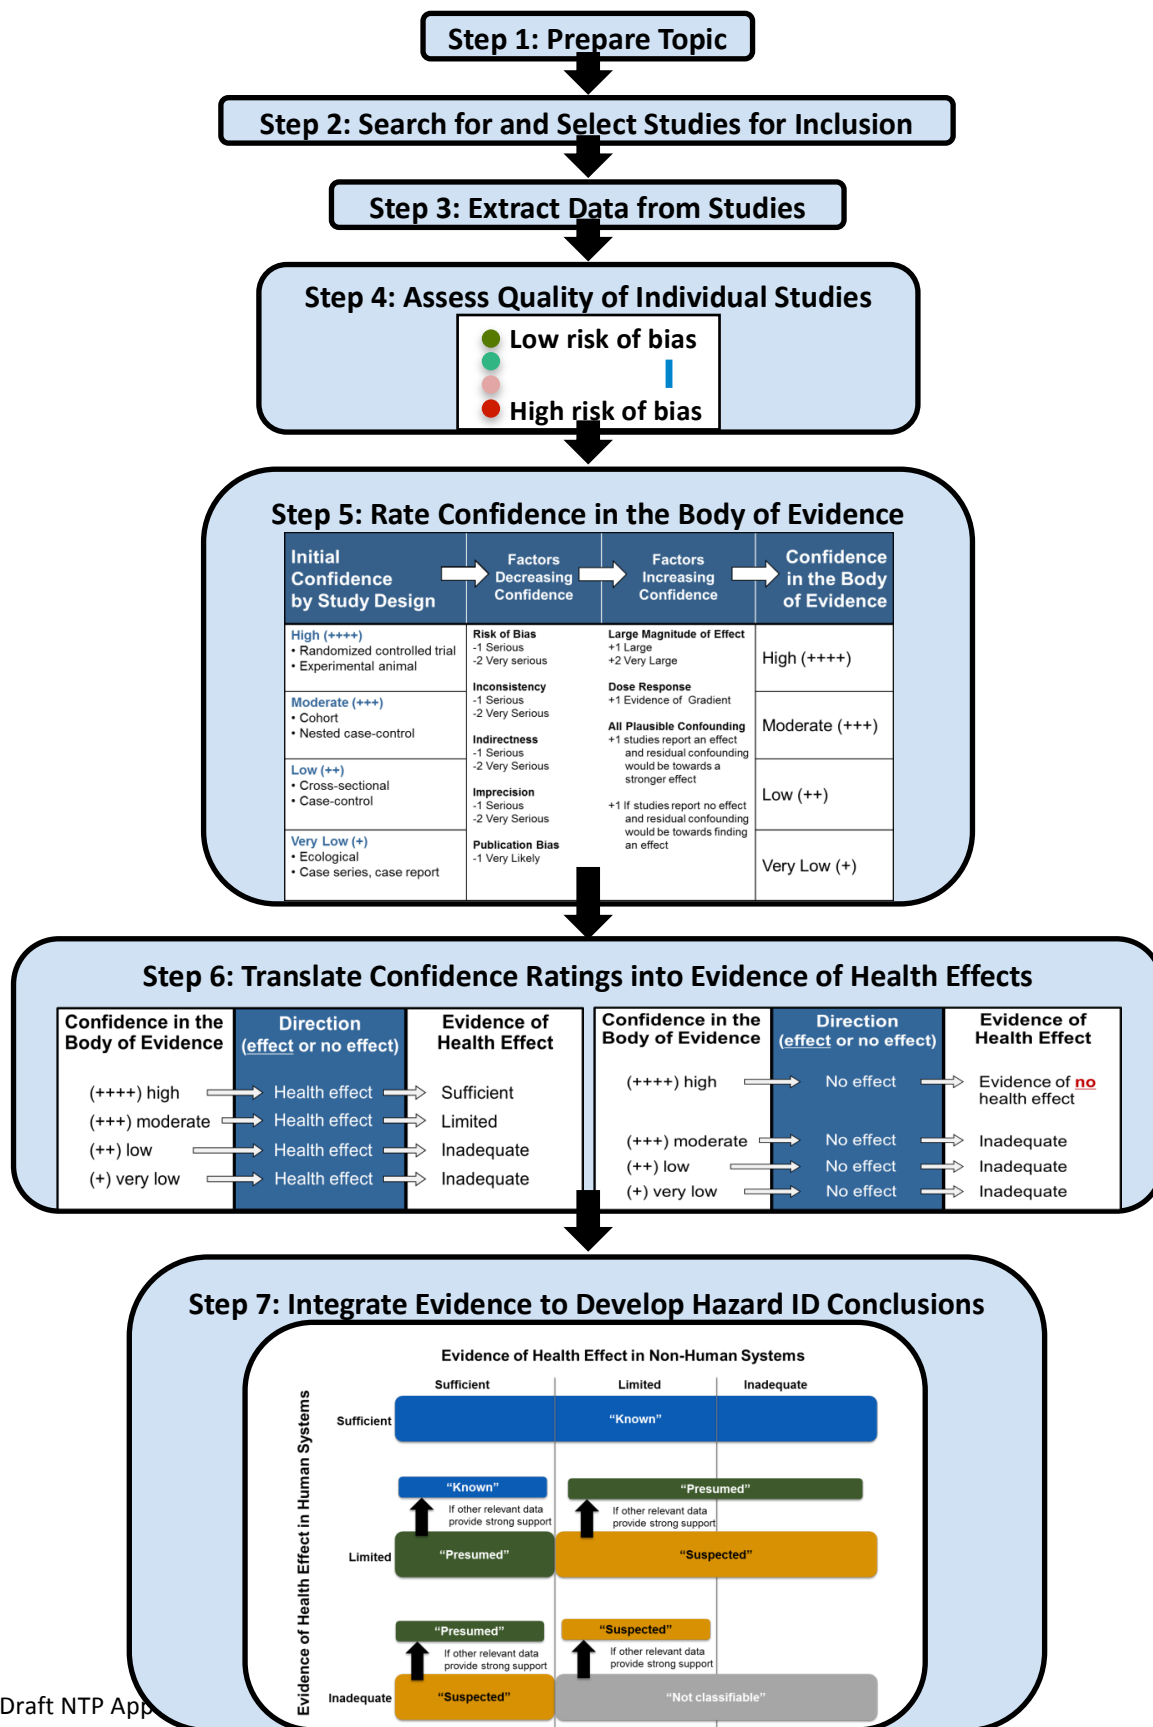 Step 1: Prepare Topic
Step 2: Search for and Select Studies for Inclusion
Step 3: Extract Data from Studies
Step 4: Assess Quality of Individual Studies
Low risk of bias
High risk of bias
Step 5: Rate Confidence in the Body of Evidence
Initial
Confidence
by Study Design
Factors
Decreasing
Confidence
Factors
Increasing
Confidence
Confidence
in the Body
of Evidence
High (++++)
• Randomized controlled trial
• Experimental animal
Moderate (+++)
• Cohort
• Nested case-control
Low (++)
• Cross-sectional
• Case-control
Very Low (+)
• Ecological
• Case series, case report
Risk of Bias
-1 Serious
-2 Very serious
Inconsistency
-1 Serious
-2 Very Serious
Indirectness
-1 Serious
-2 Very Serious
Imprecision
-1 Serious
-2 Very Serious
Publication Bias
-1 Very Likely
Large Magnitude of Effect
+1 Large
+2 Very Large
Dose Response
+1 Evidence of Gradient
All Plausible Confounding
+1 studies report an effect
and residual confounding
would be towards a
stronger effect
+1 If studies report no effect
and residual confounding
would be towards finding
an effect
High (++++)
Moderate (+++)
Low (++)
Very Low (+)
Step 6: Translate Confidence Ratings into Evidence of Health Effects
Confidence in the
Body of Evidence
Direction
(effect or no effect)
Evidence of
Health Effect
(++++) high Health effect Sufficient
(+++) moderate Health effect Limited
(++) low Health effect Inadequate
(+) very low Health effect Inadequate
Confidence in the
Body of Evidence
Direction
(effect or no effect)
Evidence of
Health Effect
(++++) high No effect Evidence of no
health effect
(+++) moderate No effect Inadequate
(++) low No effect Inadequate
(+) very low No effect Inadequate
Step 7: Integrate Evidence to Develop Hazard ID Conclusions
Evidence of Health Effect in Non-Human Systems
Sufficient Limited Inadequate
Evidence of Health Effect in Human Systems
Sufficient
“Known”
“Known”
“Presumed”
If other relevant data
provide strong support
If other relevant data
provide strong support
Limited
“Presumed”
“Suspected”
“Presumed”
“Suspected”
If other relevant data
provide strong support
If other relevant data
provide strong support
Inadequate
“Suspected”
“Not classifiable”
Draft NTP App